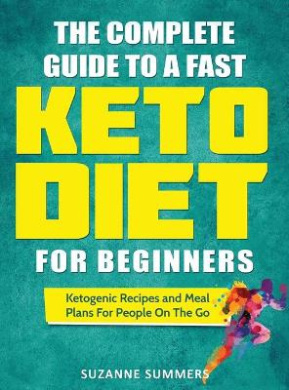 THE COMPLETE
GUIDE TO A FAST
KETO
DIET
FOR BEGINNERS
Ketogenic Recipes and Meal
Plans For People On The Go
SUZANNE SUMMERS